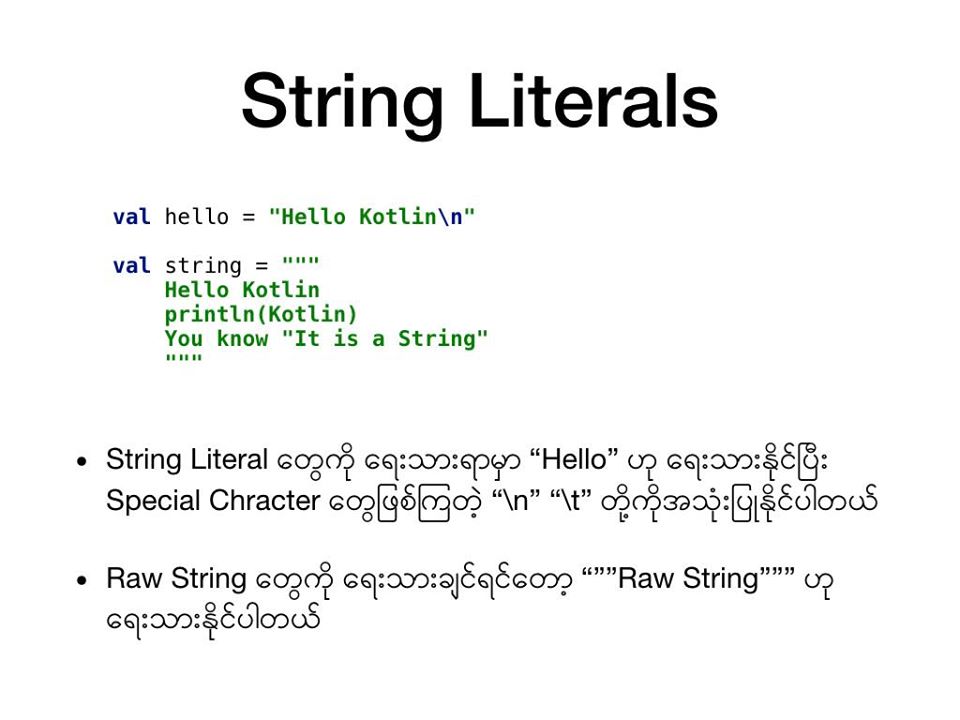 String Literals
val hello = "Hello Kotlin\n"
val string = """
Hello Kotlin
println(Kotlin)
You know "It is a String"
"""
• String Literal တွေကို ရေးသားရာမှာ “Hello” ဟု ရေးသားနိုင်ပြီး
Special Chracter တွေဖြစ်ကြတဲ့ “\n” “\t” တို့ကိုအသုံးပြုနိုင်ပါတယ်
• Raw String တွေကို ရေးသားချင်ရင်တော့ “””Raw String””” ဟု
ရေးသားနိုင်ပါတယ်